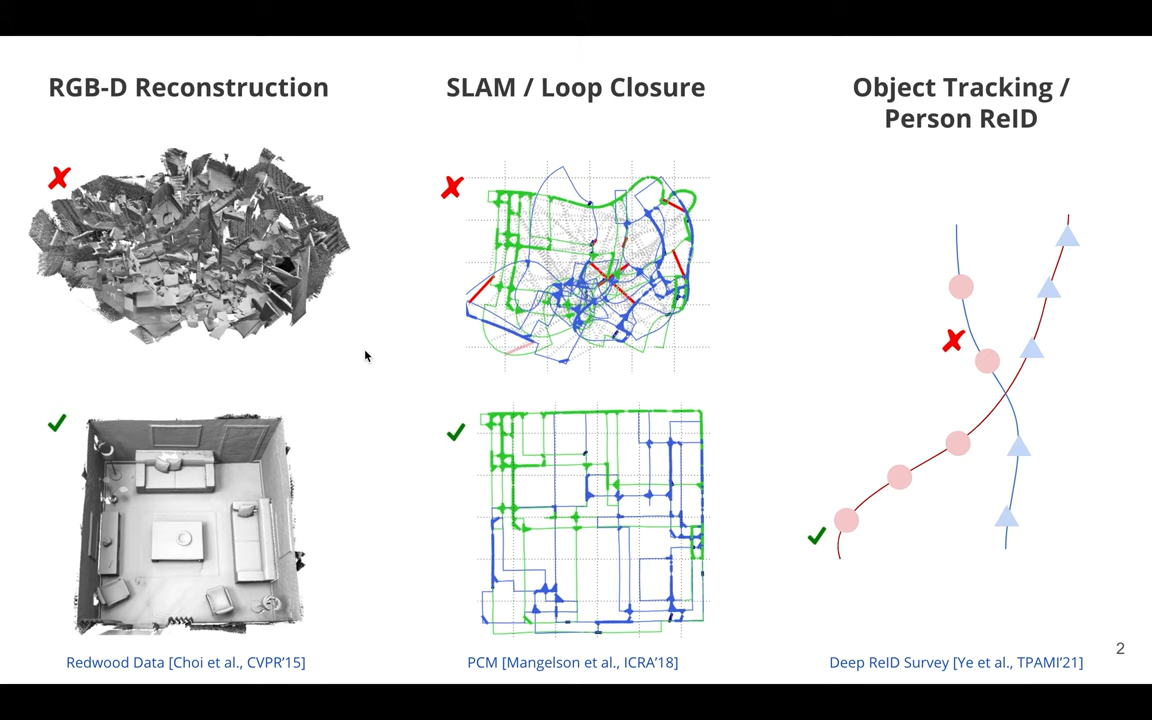 RGB-D Reconstruction
SLAM / Loop Closure
Object Tracking /
Person ReID
Redwood Data [Choi et al., CVPR’15]
PCM [Mangelson et al., ICRA’18]
Deep ReID Survey [Ye et al., TPAMI’21]
2